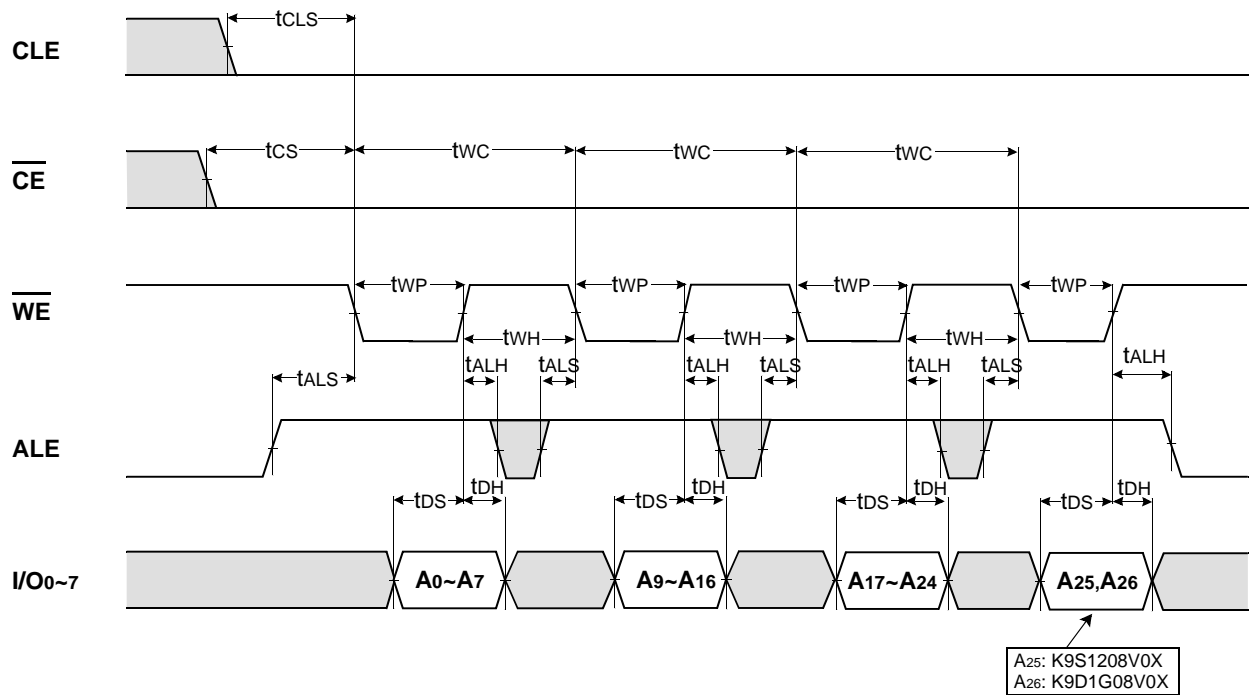 tCLS
CLE
tCS tWC tWC tWC
CE
tWP tWP tWP tWP
WE
tWH tWH tWH
tALS tALH tALS tALH tALS tALH tALS tALH
ALE
tDS tDH tDS tDH tDS tDH tDS tDH
I/O0~7 A0~A7 A9~A16 A17~A24 A25,A26
A25: K9S1208V0X
A26: K9D1G08V0X